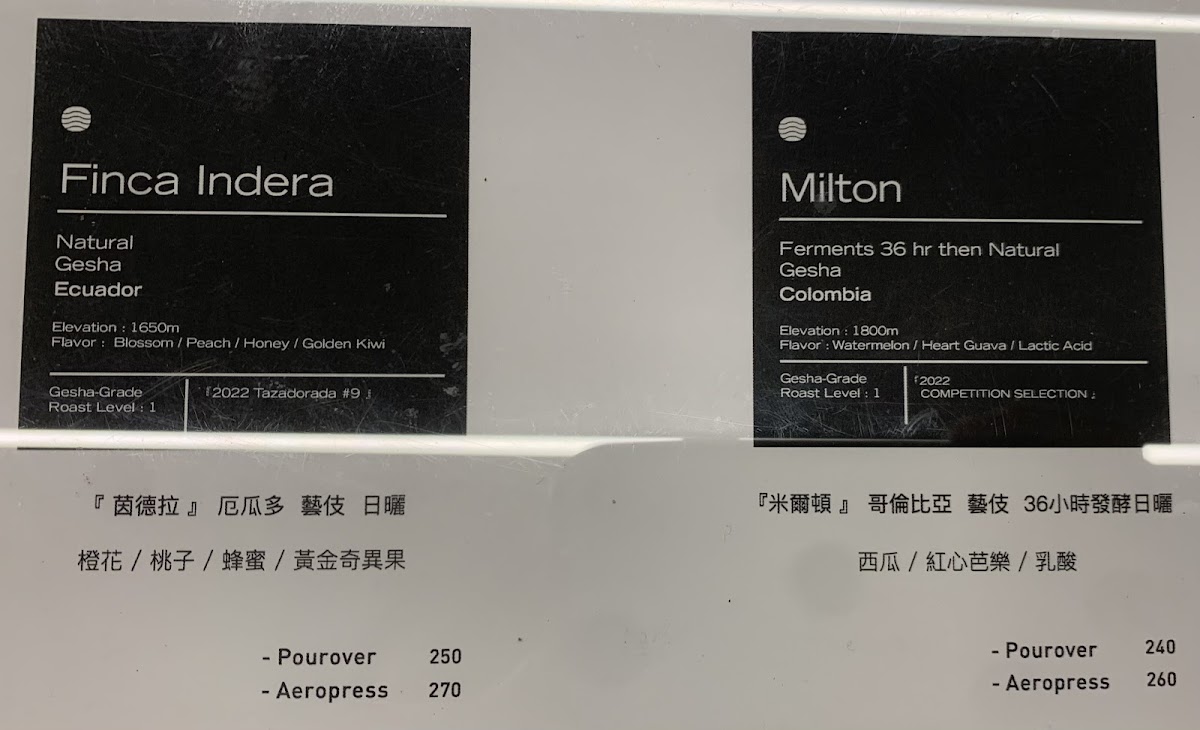 Finca Indera
Natural
Gesha
Ecuador
Elevation : 1650m
Flavor : Blossom / Peach / Honey / Golden Kiwi
Gesha-Grade
Roast Level : 1
『2022 Tazadorada #9 』
『 茵德拉 』 厄瓜多 藝伎 日曬
橙花 / 桃子 / 蜂蜜 / 黃金奇異果
- Pourover 250
- Aeropress 270
Milton
Ferments 36 hr then Natural
Gesha
Colombia
Elevation : 1800m
Flavor : Watermelon / Heart Guava / Lactic Acid
Gesha-Grade
Roast Level : 1
『2022
COMPETITION SELECTION 』
『米爾頓 』 哥倫比亞 藝伎 36小時發酵日曬
西瓜 / 紅心芭樂 / 乳酸
- Pourover 240
- Aeropress 260